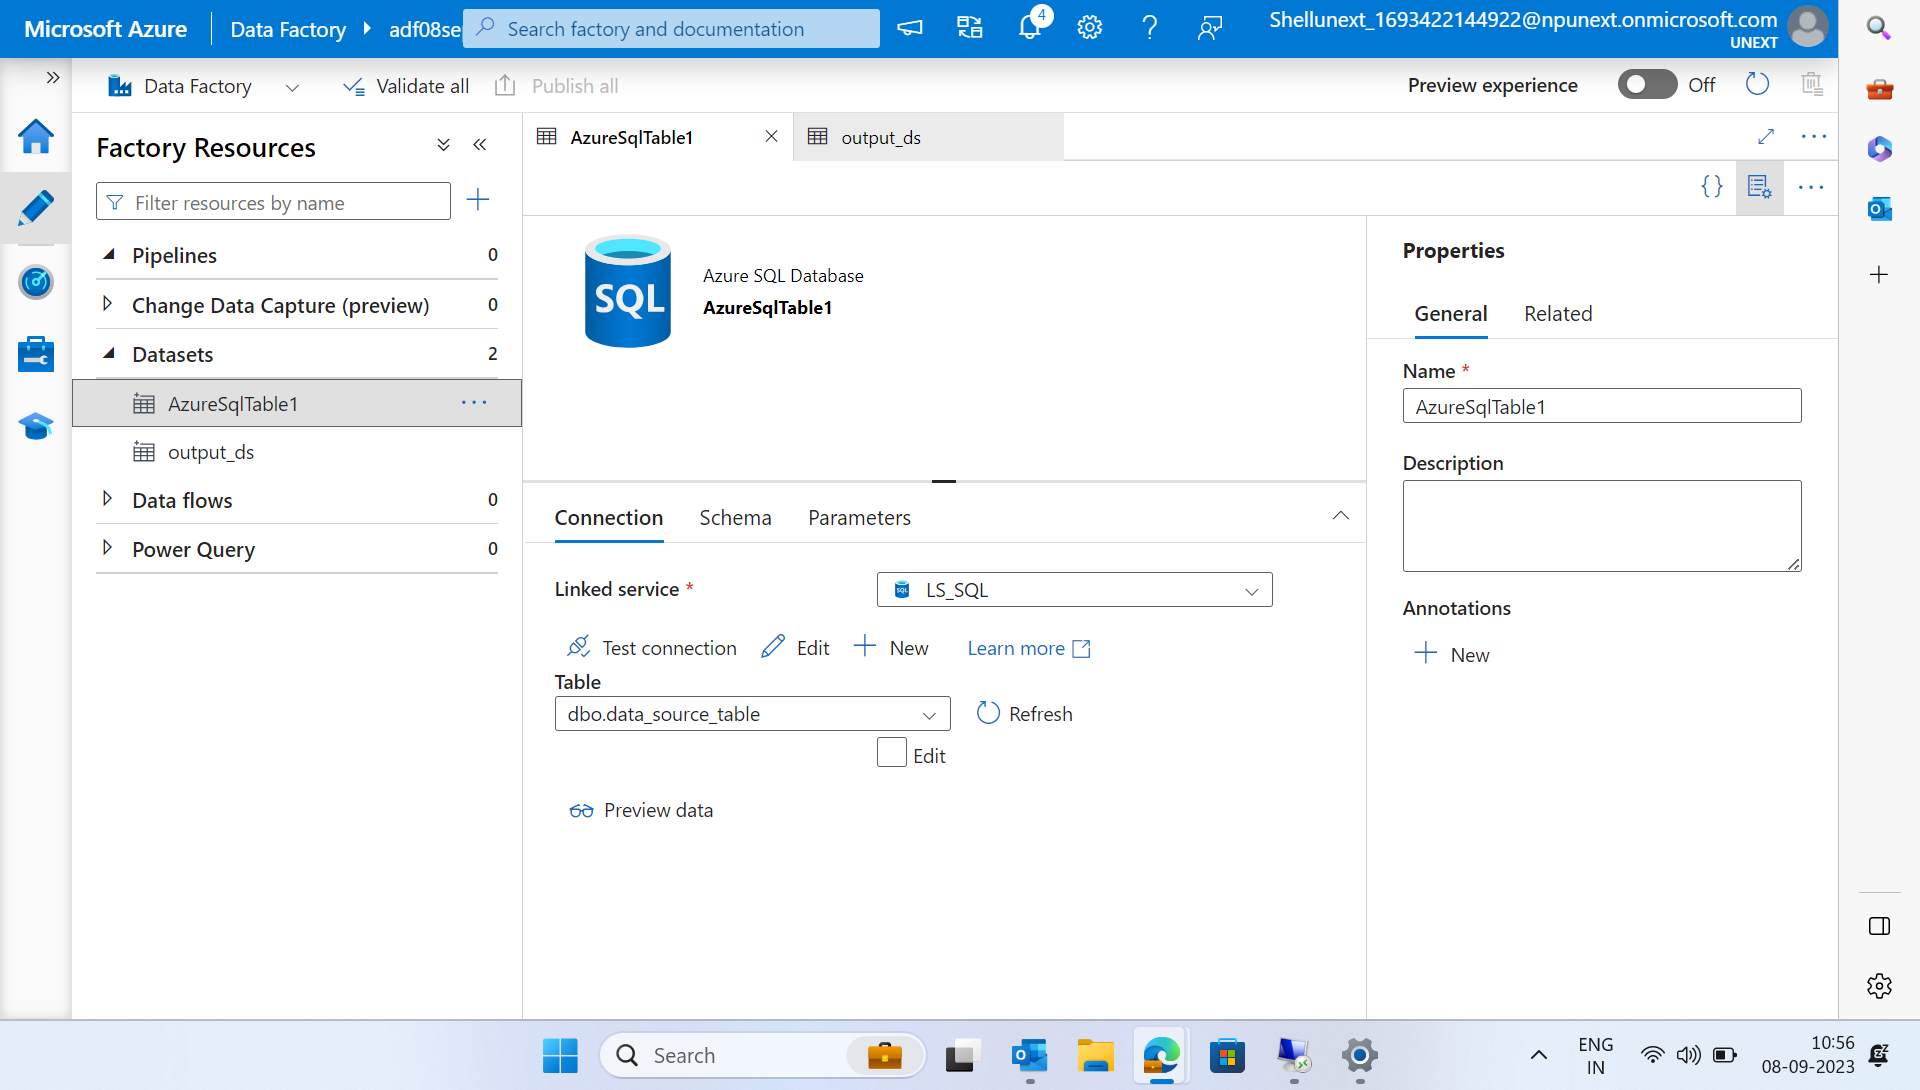 Microsoft Azure
Data Factory
adf08se
Search factory and documentation
4
Shellunext_1693422144922@npunext.onmicrosoft.com
UNEXT
Data Factory
Validate all
Publish all
Preview experience
Off
Factory Resources
AzureSqlTable1
output_ds
Filter resources by name
Pipelines 0
Change Data Capture (preview) 0
Datasets 2
AzureSqlTable1
output_ds
Data flows 0
Power Query 0
SQL
Azure SQL Database
AzureSqlTable1
Connection
Schema
Parameters
Linked service *
SQL
LS_SQL
Test connection
Edit
New
Learn more
Table
dbo.data_source_table
Refresh
Edit
Preview data
Properties
General
Related
Name *
AzureSqlTable1
Description
Annotations
New
Search
ENG
IN
10:56
08-09-2023